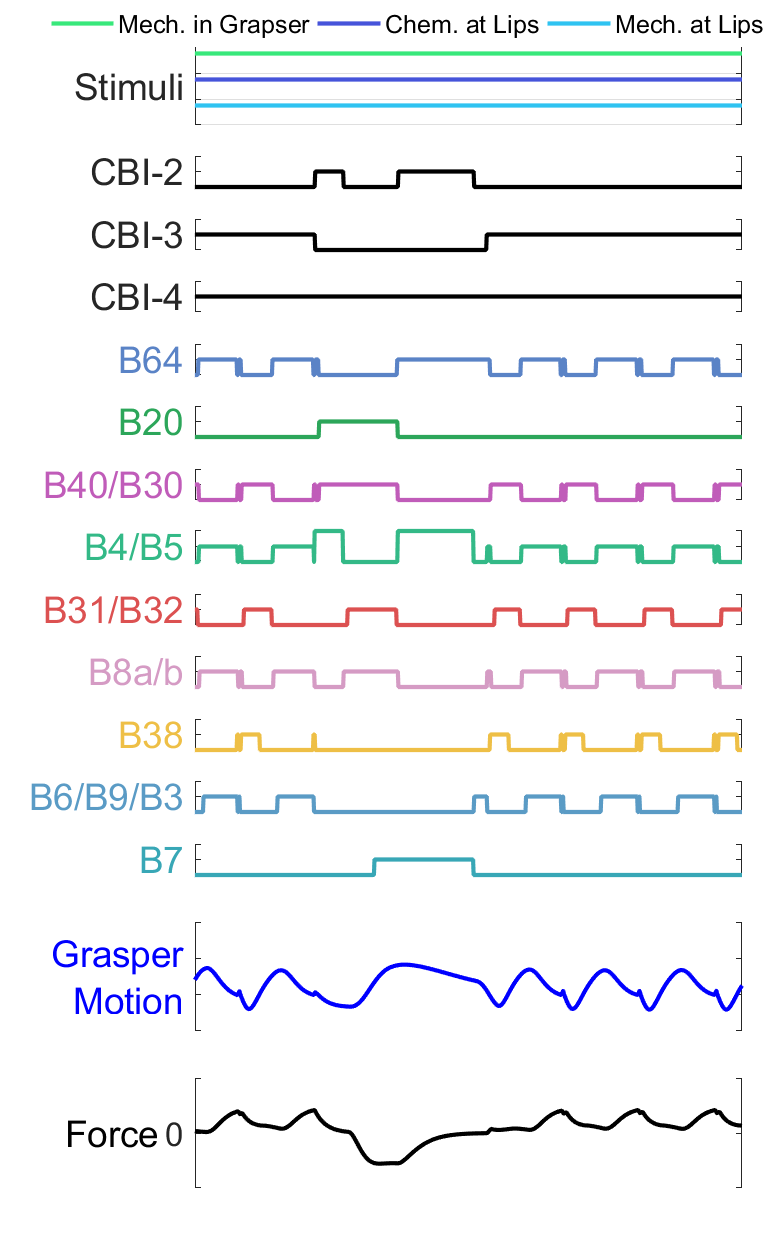 Mech. in Grapser Chem. at Lips Mech. at Lips
Stimuli
CBI-2
CBI-3
CBI-4
B64
B20
B40/B30
B4/B5
B31/B32
B8a/b
B38
B6/B9/B3
B7
Grasper
Motion
Force 0